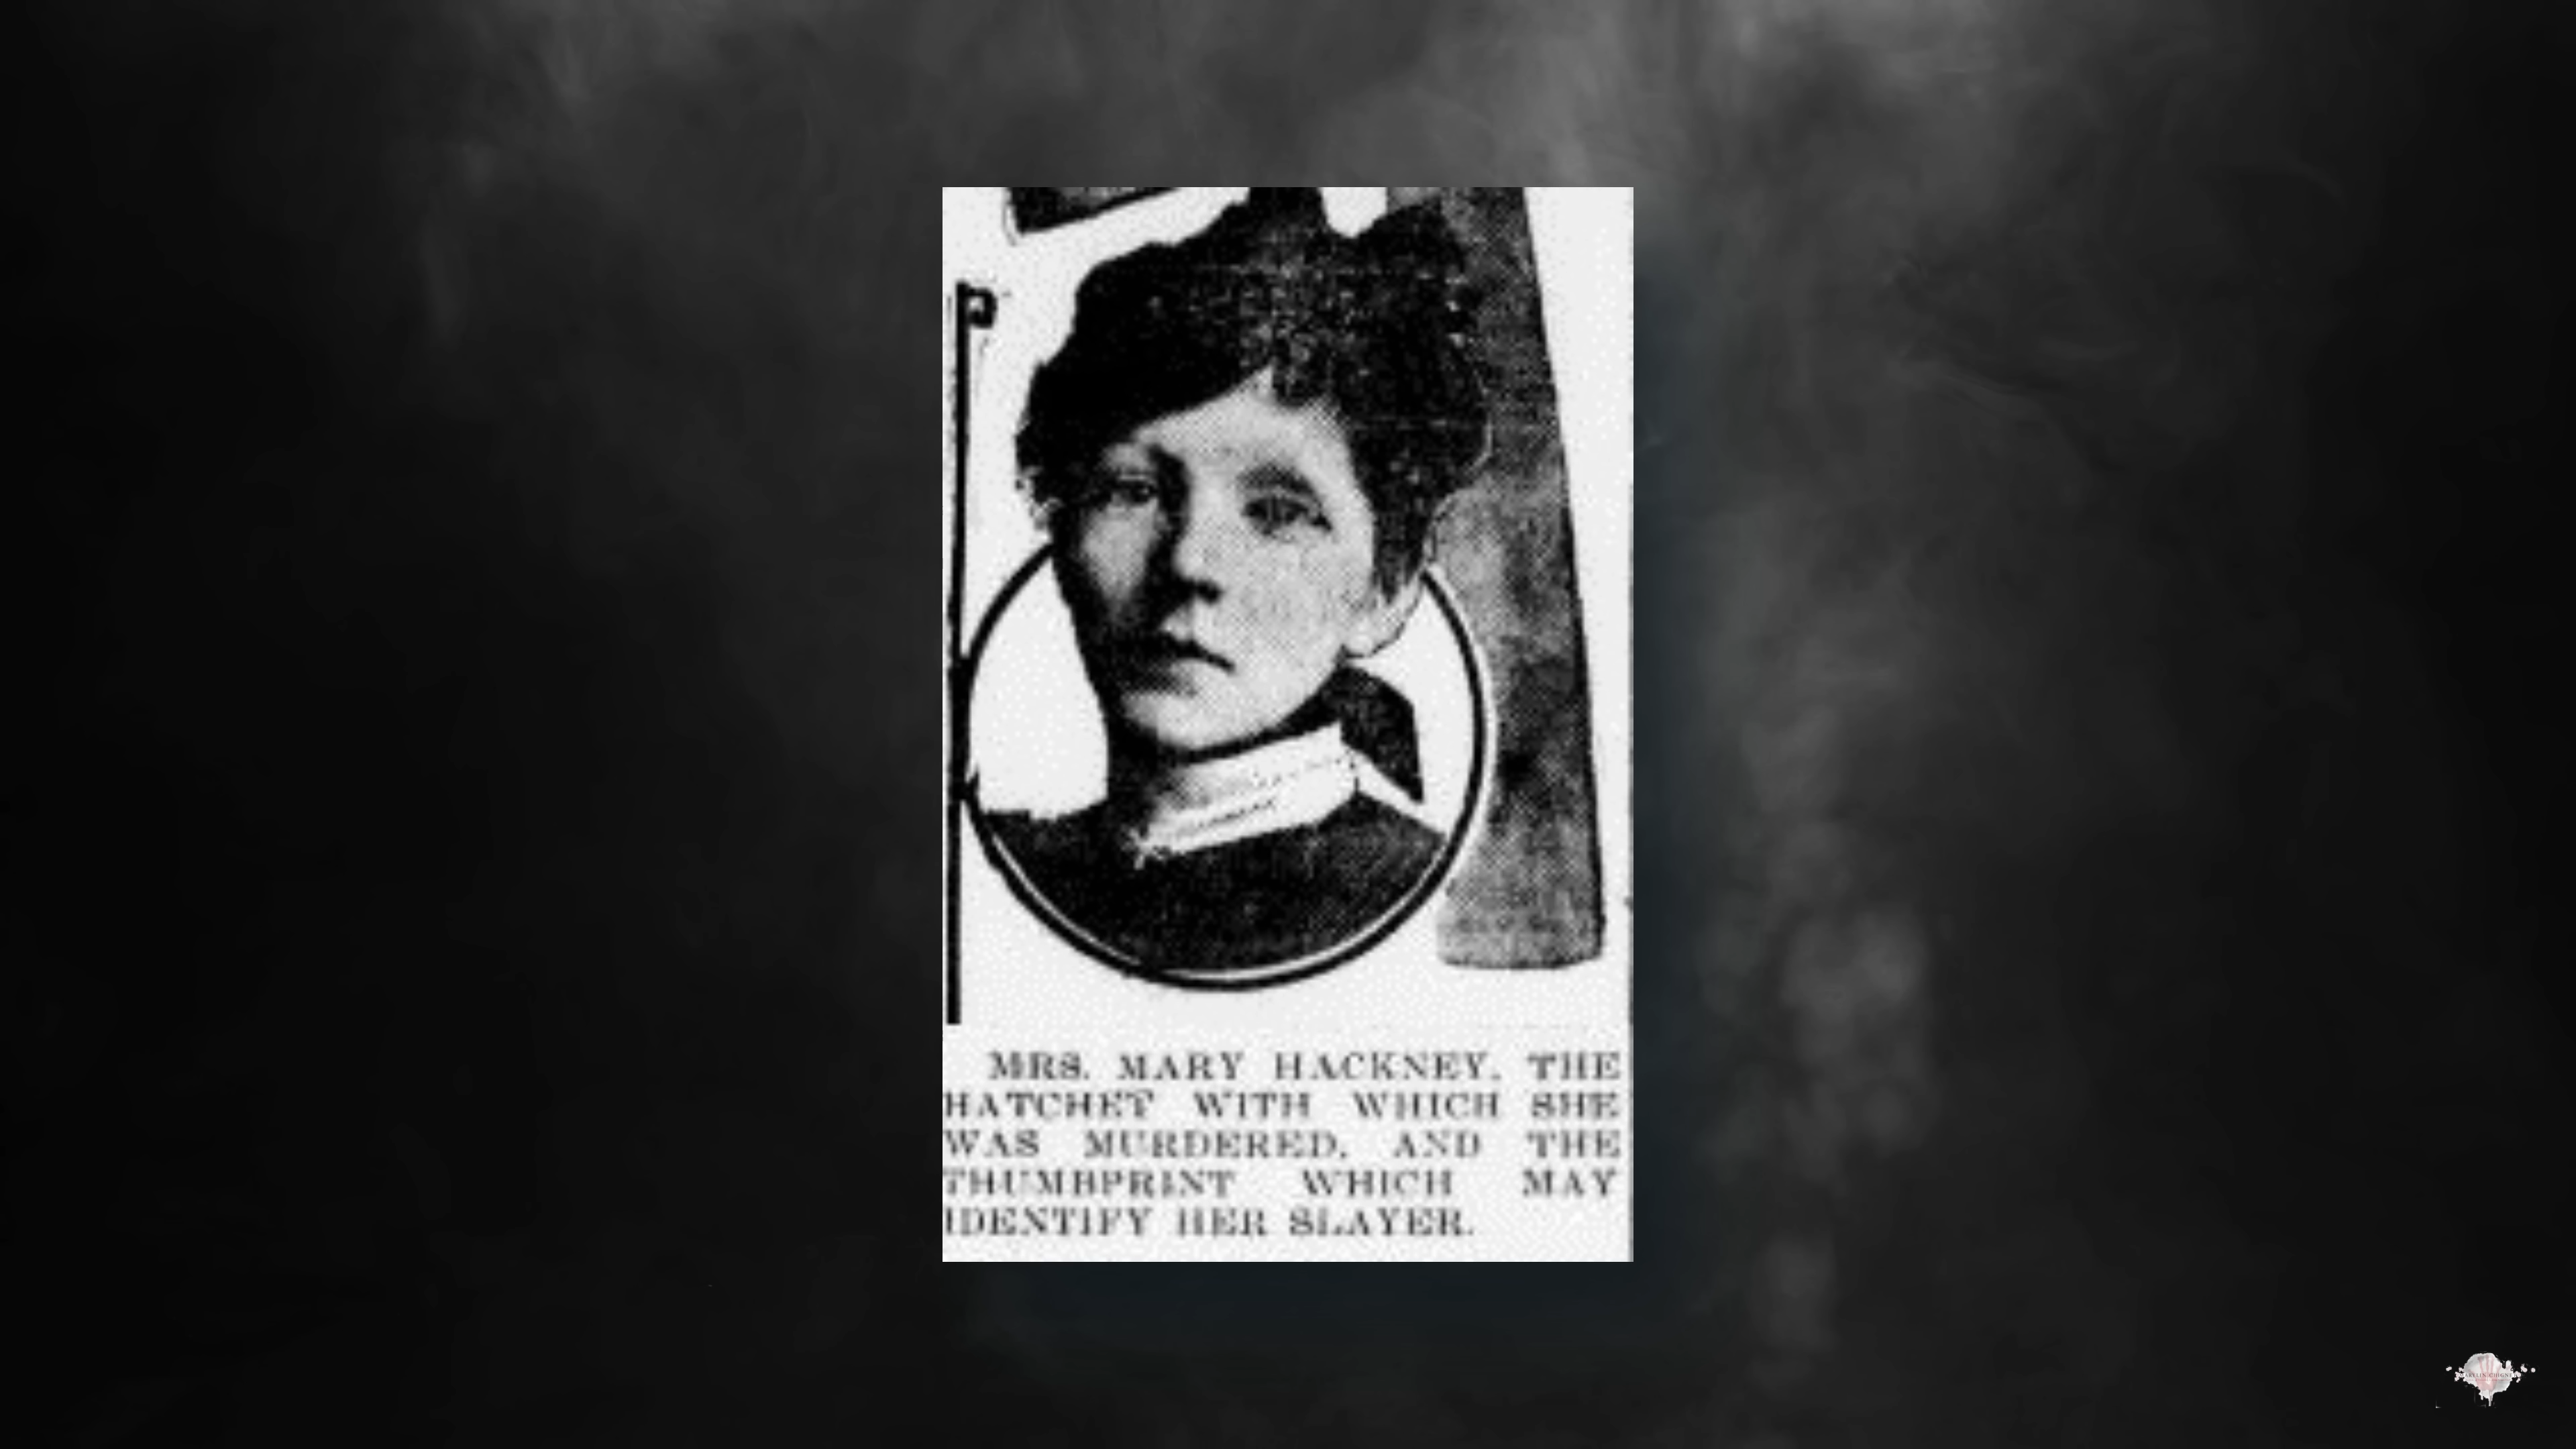 MRS. MARY HACKNEY, THE
HATCHET WITH WHICH SHE
WAS MURDERED, AND THE
THUMBPRINT WHICH MAY
IDENTIFY HER SLAYER.